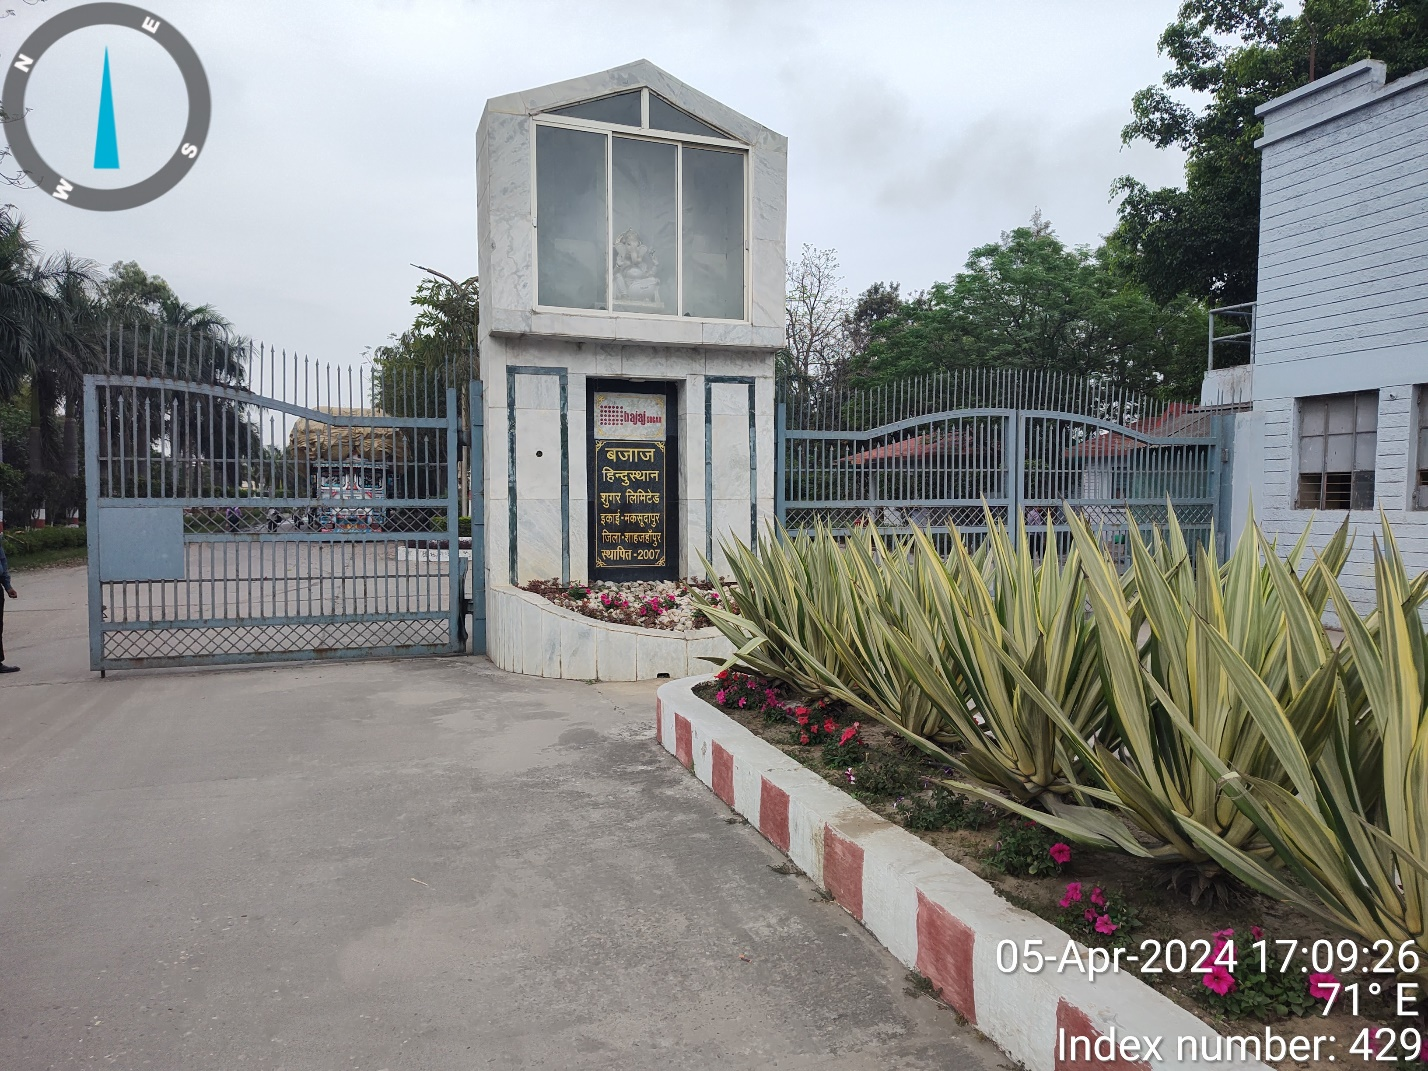 N
E
S
W
bajaj SUGAR
बजाज
हिन्दुस्थान
शुगर लिमिटेड
इकाई-मकसूदापुर
जिला-शाहजहाँपुर
स्थापित-2007
05-Apr-2024 17:09:26
71° E
Index number: 429